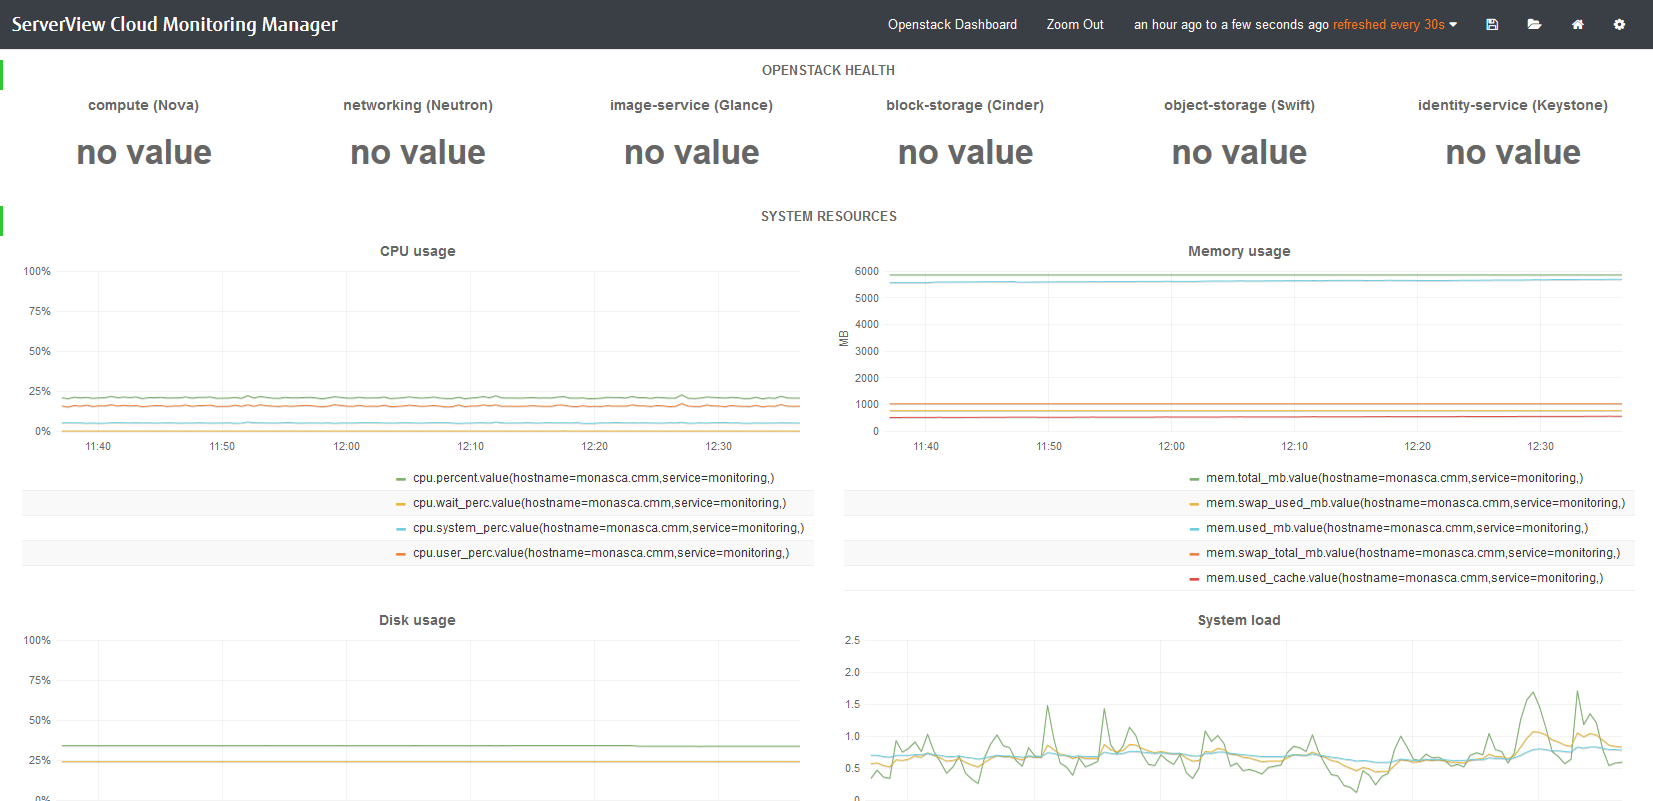 ServerView Cloud Monitoring Manager
Openstack Dashboard Zoom Out an hour ago to a few seconds ago refreshed every 30s
OPENSTACK HEALTH
compute (Nova) networking (Neutron) image-service (Glance) block-storage (Cinder) object-storage (Swift) identity-service (Keystone)
no value no value no value no value no value no value
SYSTEM RESOURCES
CPU usage
100%
75%
50%
25%
0%
11:40 11:50 12:00 12:10 12:20 12:30
cpu.percent.value(hostname=monasca.cmm,service=monitoring,)
cpu.wait_perc.value(hostname=monasca.cmm,service=monitoring,)
cpu.system_perc.value(hostname=monasca.cmm,service=monitoring,)
cpu.user_perc.value(hostname=monasca.cmm,service=monitoring,)
Memory usage
MB
6000
5000
4000
3000
2000
1000
0
11:40 11:50 12:00 12:10 12:20 12:30
mem.total_mb.value(hostname=monasca.cmm,service=monitoring,)
mem.swap_used_mb.value(hostname=monasca.cmm,service=monitoring,)
mem.used_mb.value(hostname=monasca.cmm,service=monitoring,)
mem.swap_total_mb.value(hostname=monasca.cmm,service=monitoring,)
mem.used_cache.value(hostname=monasca.cmm,service=monitoring,)
Disk usage
100%
75%
50%
25%
0%
System load
2.5
2.0
1.5
1.0
0.5
0